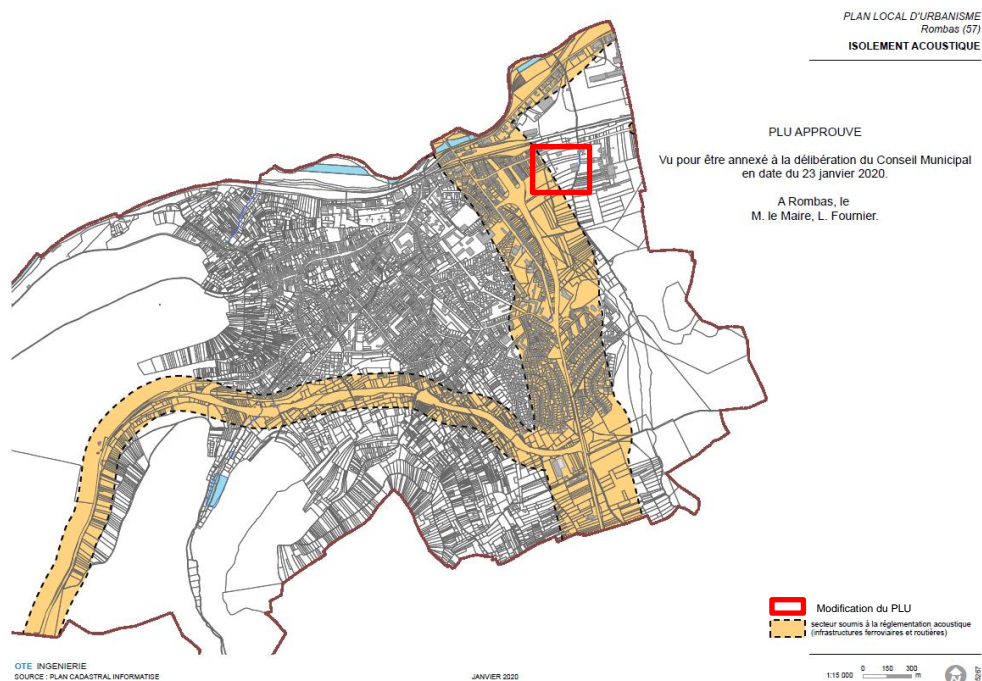 PLAN LOCAL D'URBANISME
Rombas (57)
ISOLEMENT ACOUSTIQUE
PLU APPROUVE
Vu pour être annexé à la délibération du Conseil Municipal
en date du 23 janvier 2020.
A Rombas, le
M. le Maire, L. Fournier.
Modification du PLU
secteur soumis à la réglementation acoustique
(infrastructures ferroviaires et routières)
OTE INGENIERIE
SOURCE : PLAN CADASTRAL INFORMATISE
JANVIER 2020
1:15 000
0 150 300
m